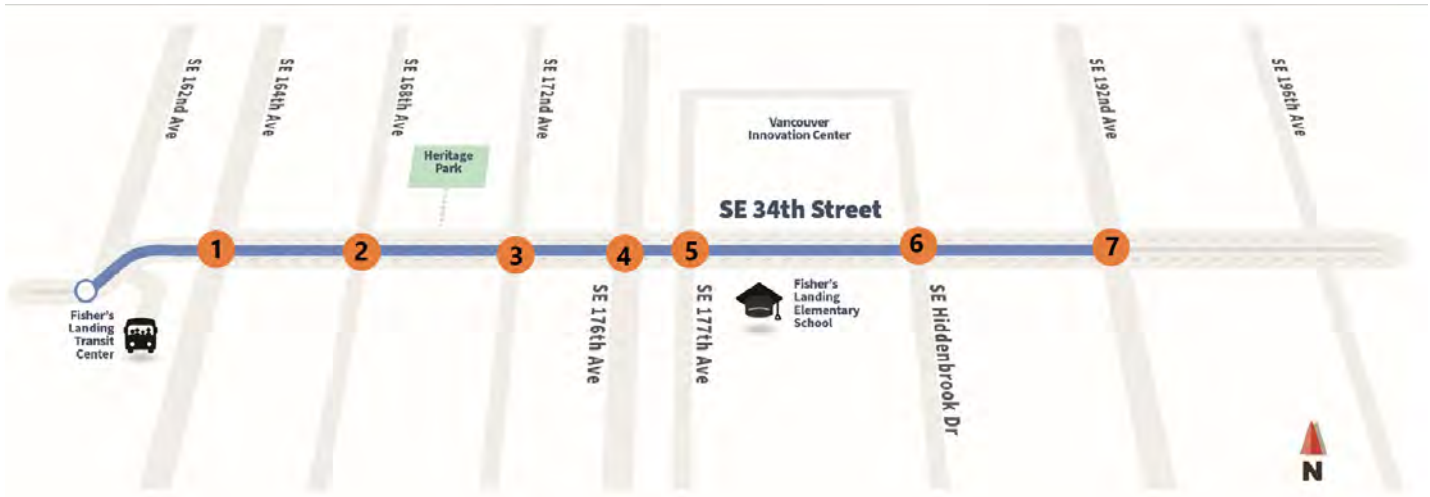 SE 162nd Ave
SE 164th Ave
SE 168th Ave
SE 172nd Ave
SE 192nd Ave
SE 196th Ave
Vancouver
Innovation Center
Heritage
Park
SE 34th Street
1
2
3
4
5
6
7
Fisher's
Landing
Transit
Center
SE 176th Ave
SE 177th Ave
Fisher's
Landing
Elementary
School
SE Hiddenbrook Dr
N